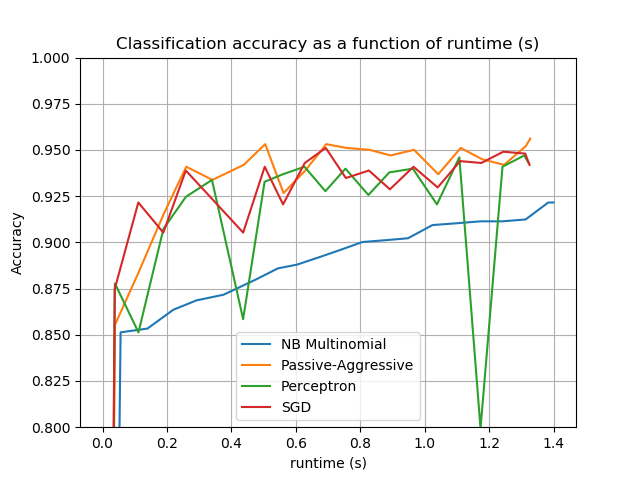 Classification accuracy as a function of runtime (s)
1.000
0.975
0.950
0.925
0.900
0.875
0.850
0.825
0.800
Accuracy
NB Multinomial
Passive-Aggressive
Perceptron
SGD
0.0 0.2 0.4 0.6 0.8 1.0 1.2 1.4
runtime (s)